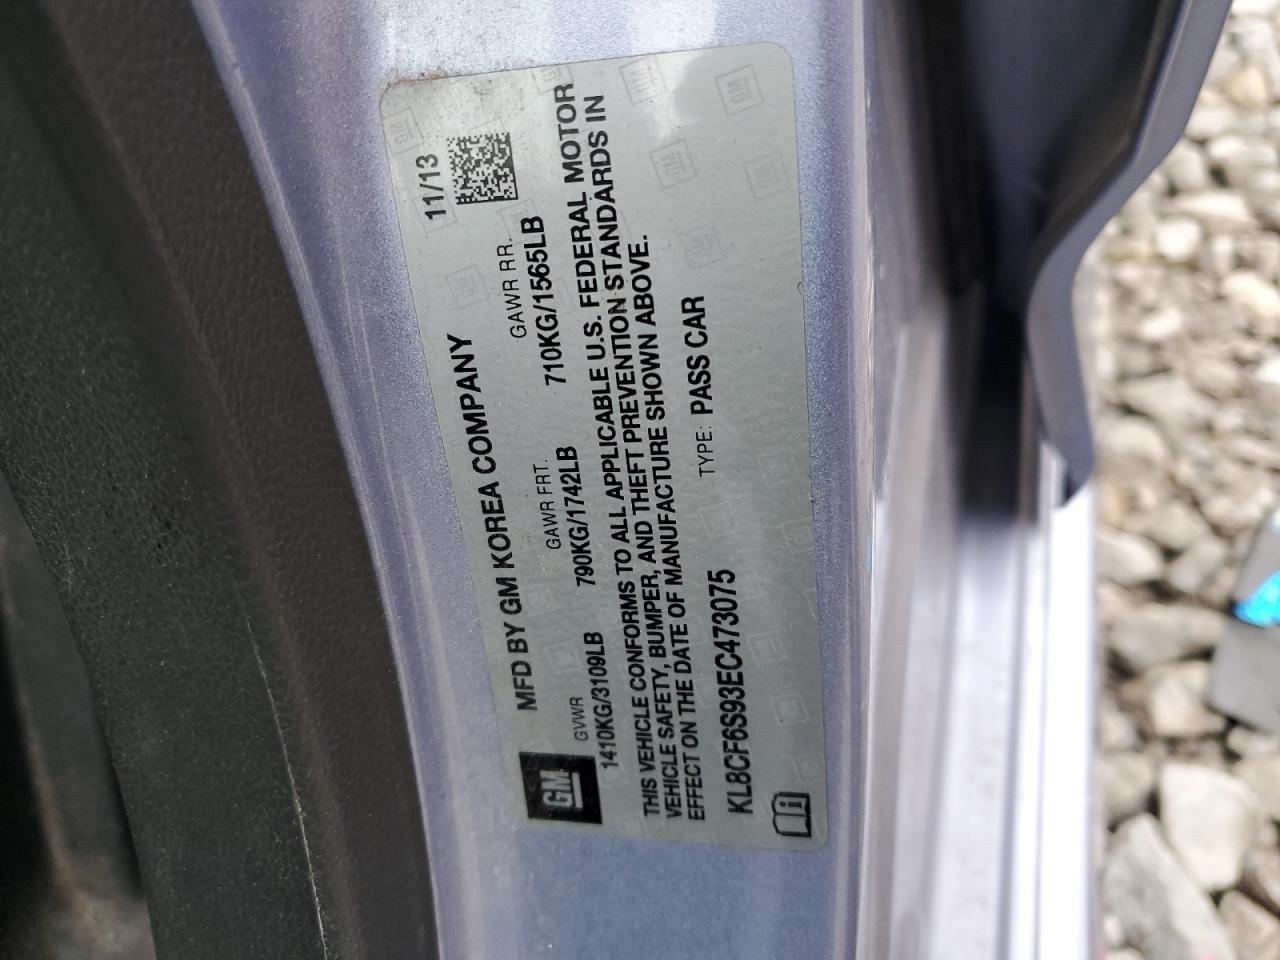 11/13
MFD BY GM KOREA COMPANY
GM
GVWR GAWR FRT. GAWR RR.
1410KG/3109LB 790KG/1742LB 710KG/1565LB
THIS VEHICLE CONFORMS TO ALL APPLICABLE U.S. FEDERAL MOTOR
VEHICLE SAFETY, BUMPER, AND THEFT PREVENTION STANDARDS IN
EFFECT ON THE DATE OF MANUFACTURE SHOWN ABOVE.
TYPE: PASS CAR
KL8CF6S93EC473075